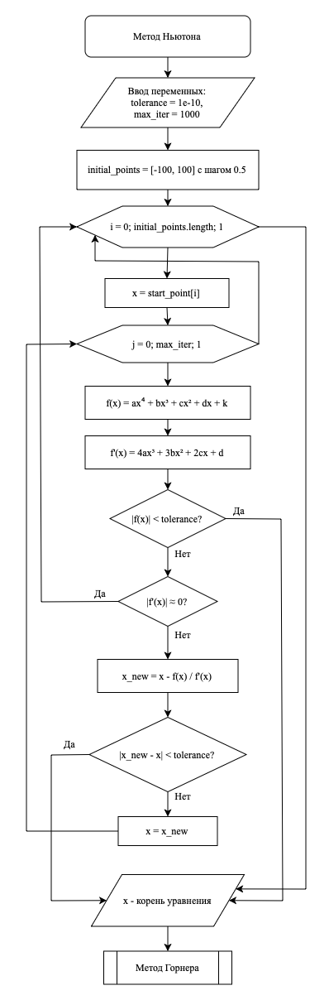 Метод Ньютона
Ввод переменных:
tolerance = 1e-10,
max_iter = 1000
initial_points = [-100, 100] с шагом 0.5
i = 0; initial_points.length; 1
x = start_point[i]
j = 0; max_iter; 1
f(x) = ax⁴ + bx³ + cx² + dx + k
f'(x) = 4ax³ + 3bx² + 2cx + d
|f(x)| < tolerance?
Да
Нет
|f'(x)| ≈ 0?
Да
Нет
x_new = x - f(x) / f'(x)
|x_new - x| < tolerance?
Да
Нет
x = x_new
x - корень уравнения
Метод Горнера